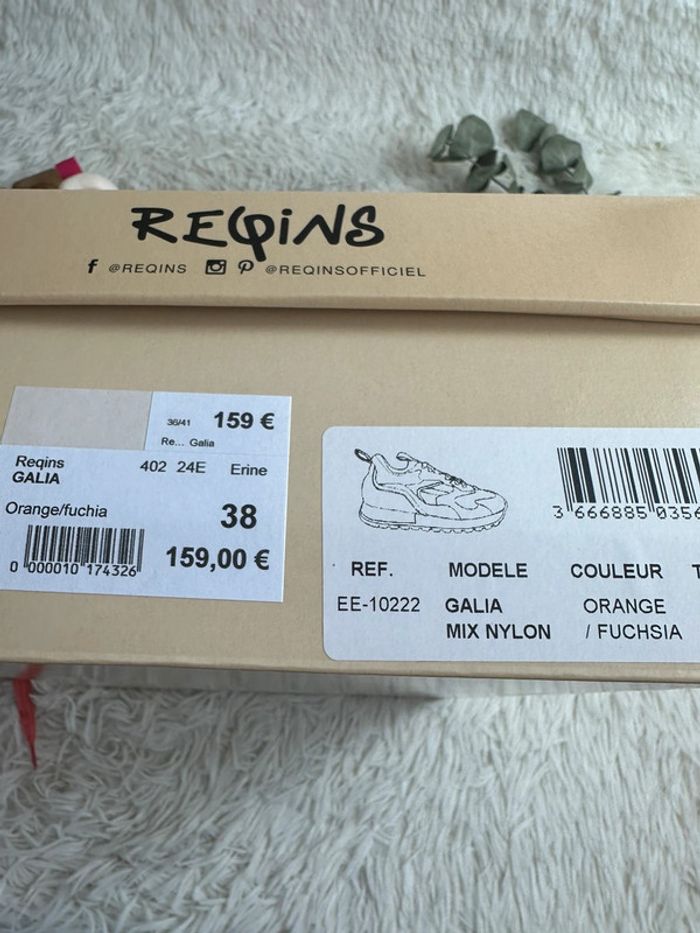 REQINS
f @REQINS @REQINSOFFICIEL
36/41 159 €
Re... Galia
Reqins 402 24E Erine
GALIA
Orange/fuchia 38
159,00 €
0 000010 174326
3 666885 0356
REF. MODELE COULEUR T
EE-10222 GALIA ORANGE
MIX NYLON / FUCHSIA